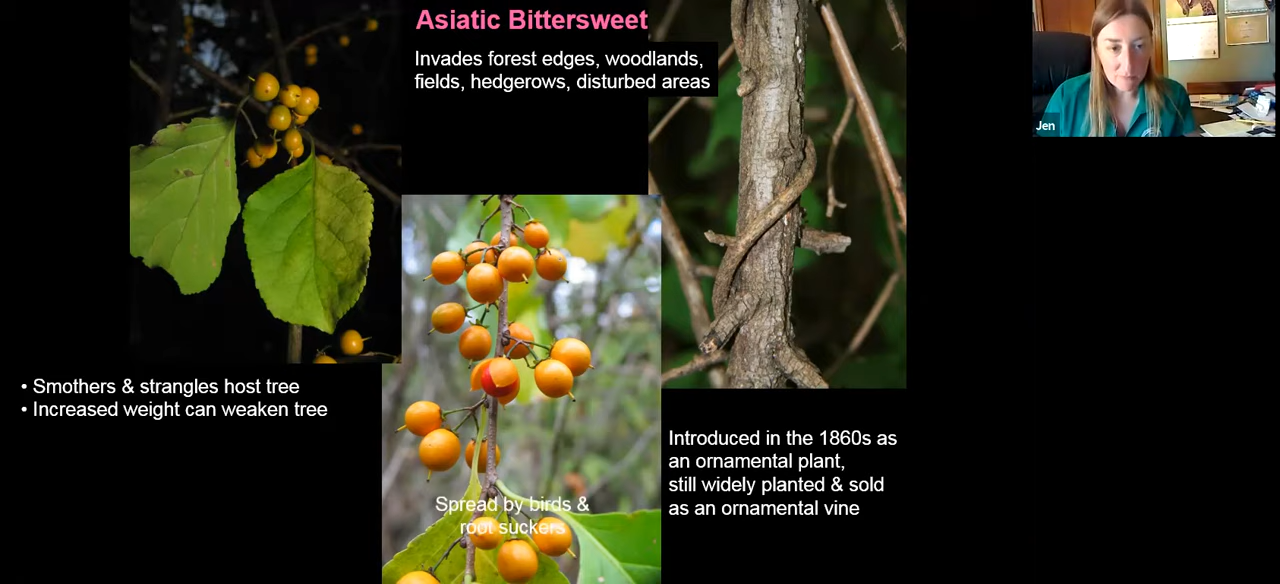 Asiatic Bittersweet
Invades forest edges, woodlands,
fields, hedgerows, disturbed areas
Jen
• Smothers & strangles host tree
• Increased weight can weaken tree
Introduced in the 1860s as
an ornamental plant,
still widely planted & sold
as an ornamental vine
Spread by birds &
root suckers